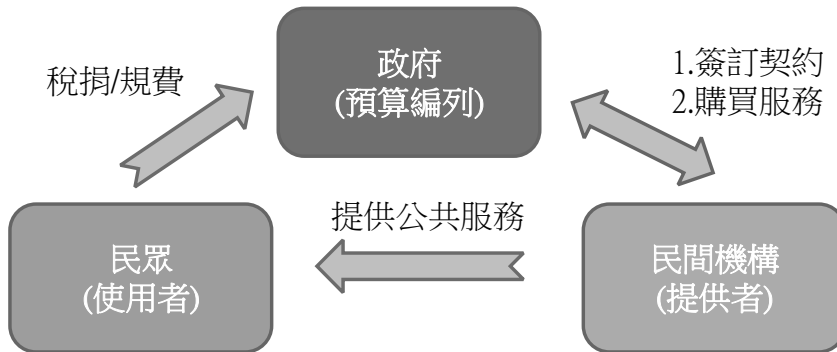 政府
(預算編列)
稅捐/規費
1.簽訂契約
2.購買服務
提供公共服務
民眾
(使用者)
民間機構
(提供者)